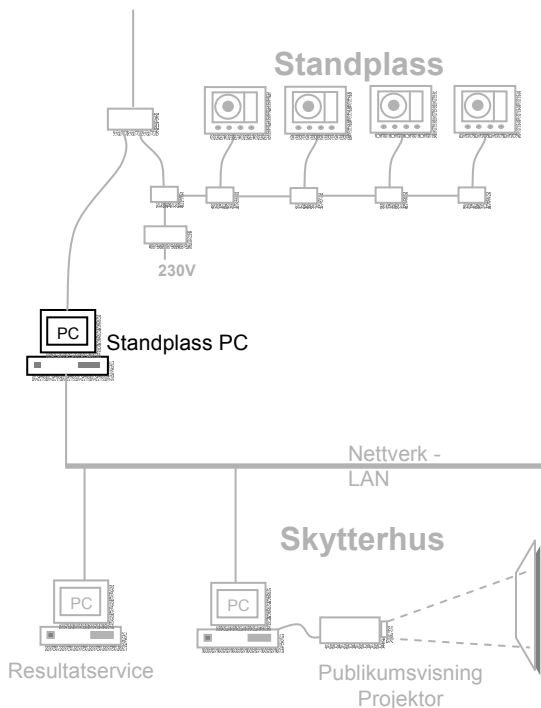 Standplass
230V
PC
Standplass PC
Nettverk -
LAN
Skytterhus
PC
PC
Resultatservice
Publikumsvisning
Projektor